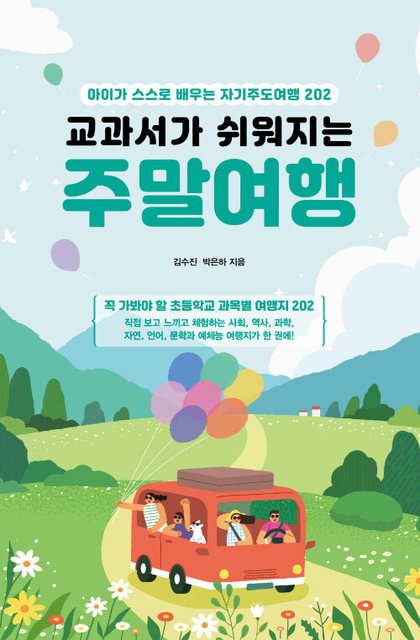 아이가 스스로 배우는 자기주도여행 202
교과서가 쉬워지는
주말여행
김수진·박은하 지음
꼭 가봐야 할 초등학교 과목별 여행지 202
직접 보고 느끼고 체험하는 사회, 역사, 과학,
자연, 언어, 문학과 예체능 여행지가 한 권에!